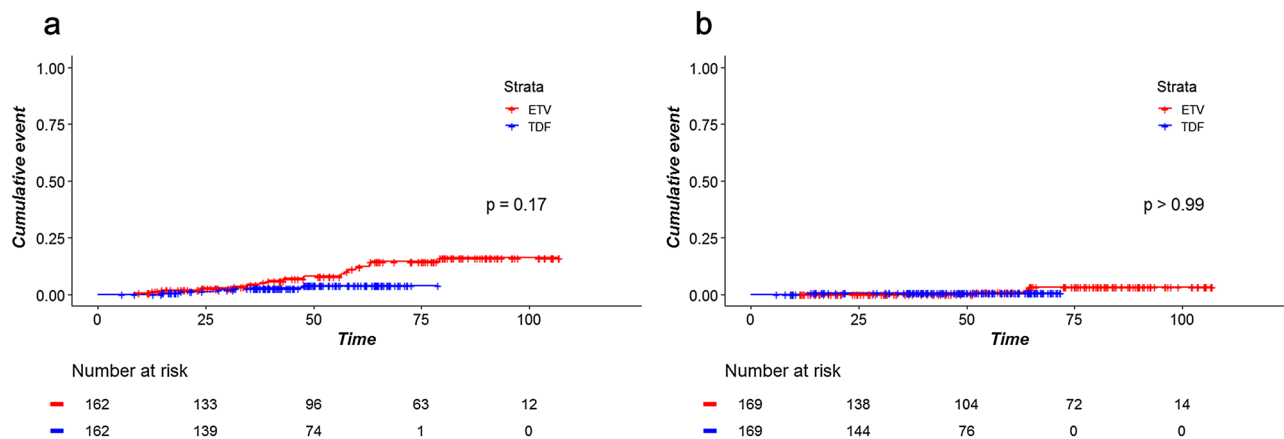 a
1.00
0.75
0.50
0.25
0.00
Cumulative event
Strata
ETV
TDF
p = 0.17
0 25 50 75 100
Time
Number at risk
162 133 96 63 12
162 139 74 1 0
b
1.00
0.75
0.50
0.25
0.00
Cumulative event
Strata
ETV
TDF
p > 0.99
0 25 50 75 100
Time
Number at risk
169 138 104 72 14
169 144 76 0 0